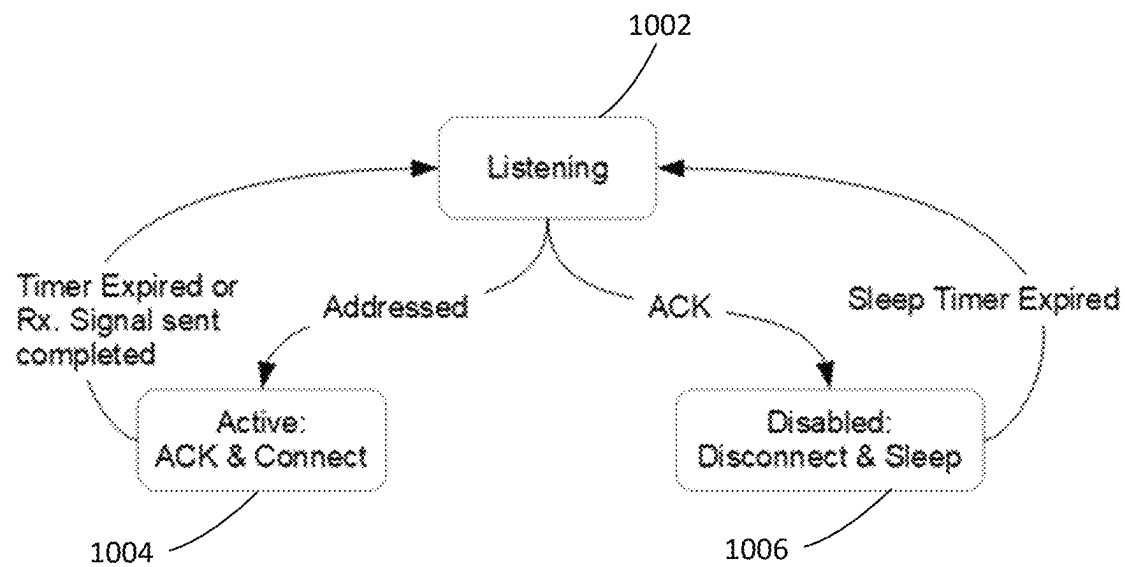 1002
Listening
Timer Expired or
Rx. Signal sent
completed
Addressed
ACK
Sleep Timer Expired
Active:
ACK & Connect
Disabled:
Disconnect & Sleep
1004
1006